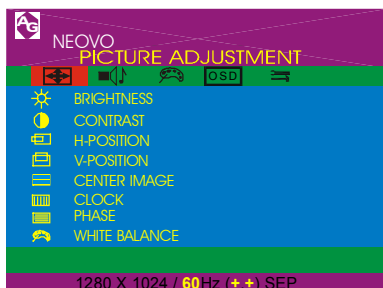 AG
NEOVO
PICTURE ADJUSTMENT
OSD
BRIGHTNESS
CONTRAST
H-POSITION
V-POSITION
CENTER IMAGE
CLOCK
PHASE
WHITE BALANCE
1280 X 1024 / 60Hz (+ +) SEP